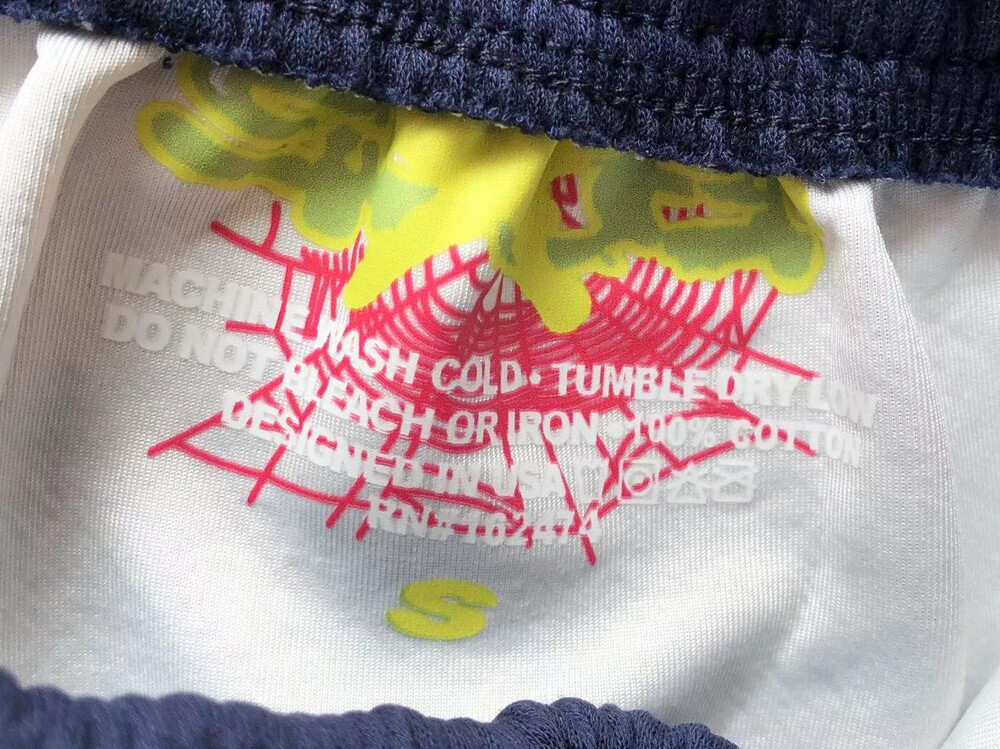 MACHINE WASH COLD • TUMBLE DRY LOW
DO NOT BLEACH OR IRON • 100% COTTON
DESIGNED IN USA
S